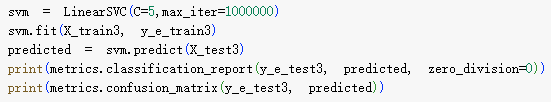 svm = LinearSVC(C=5,max_iter=1000000)
svm.fit(X_train3, y_e_train3)
predicted = svm.predict(X_test3)
print(metrics.classification_report(y_e_test3, predicted, zero_division=0))
print(metrics.confusion_matrix(y_e_test3, predicted))